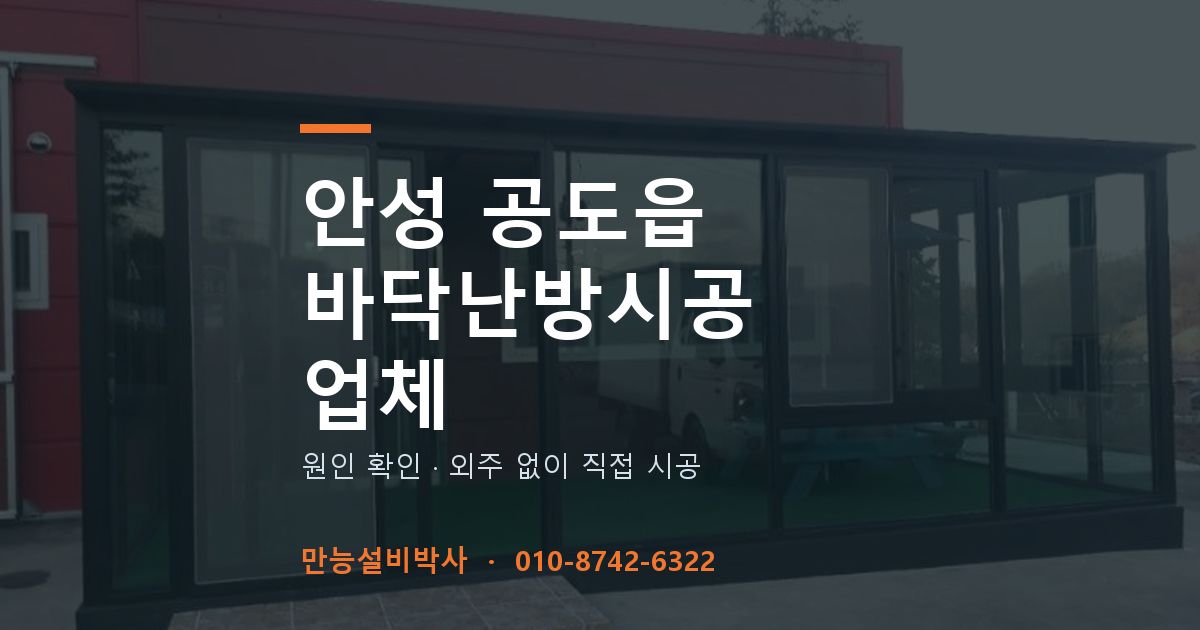 안성 공도읍
바닥난방시공
업체
원인 확인 · 외주 없이 직접 시공
만능설비박사 · 010-8742-6322